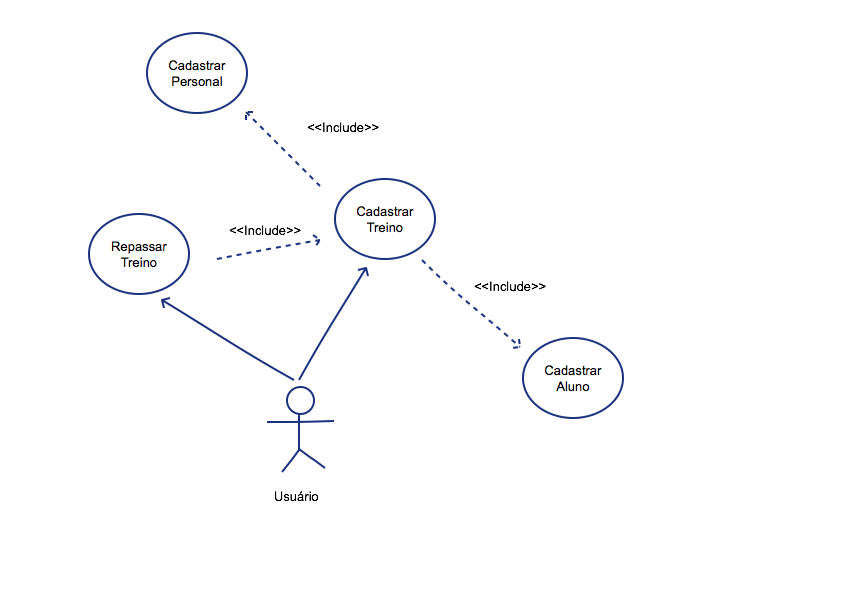 Cadastrar
Personal
<<Include>>
Cadastrar
Treino
<<Include>>
Repassar
Treino
<<Include>>
Cadastrar
Aluno
Usuário